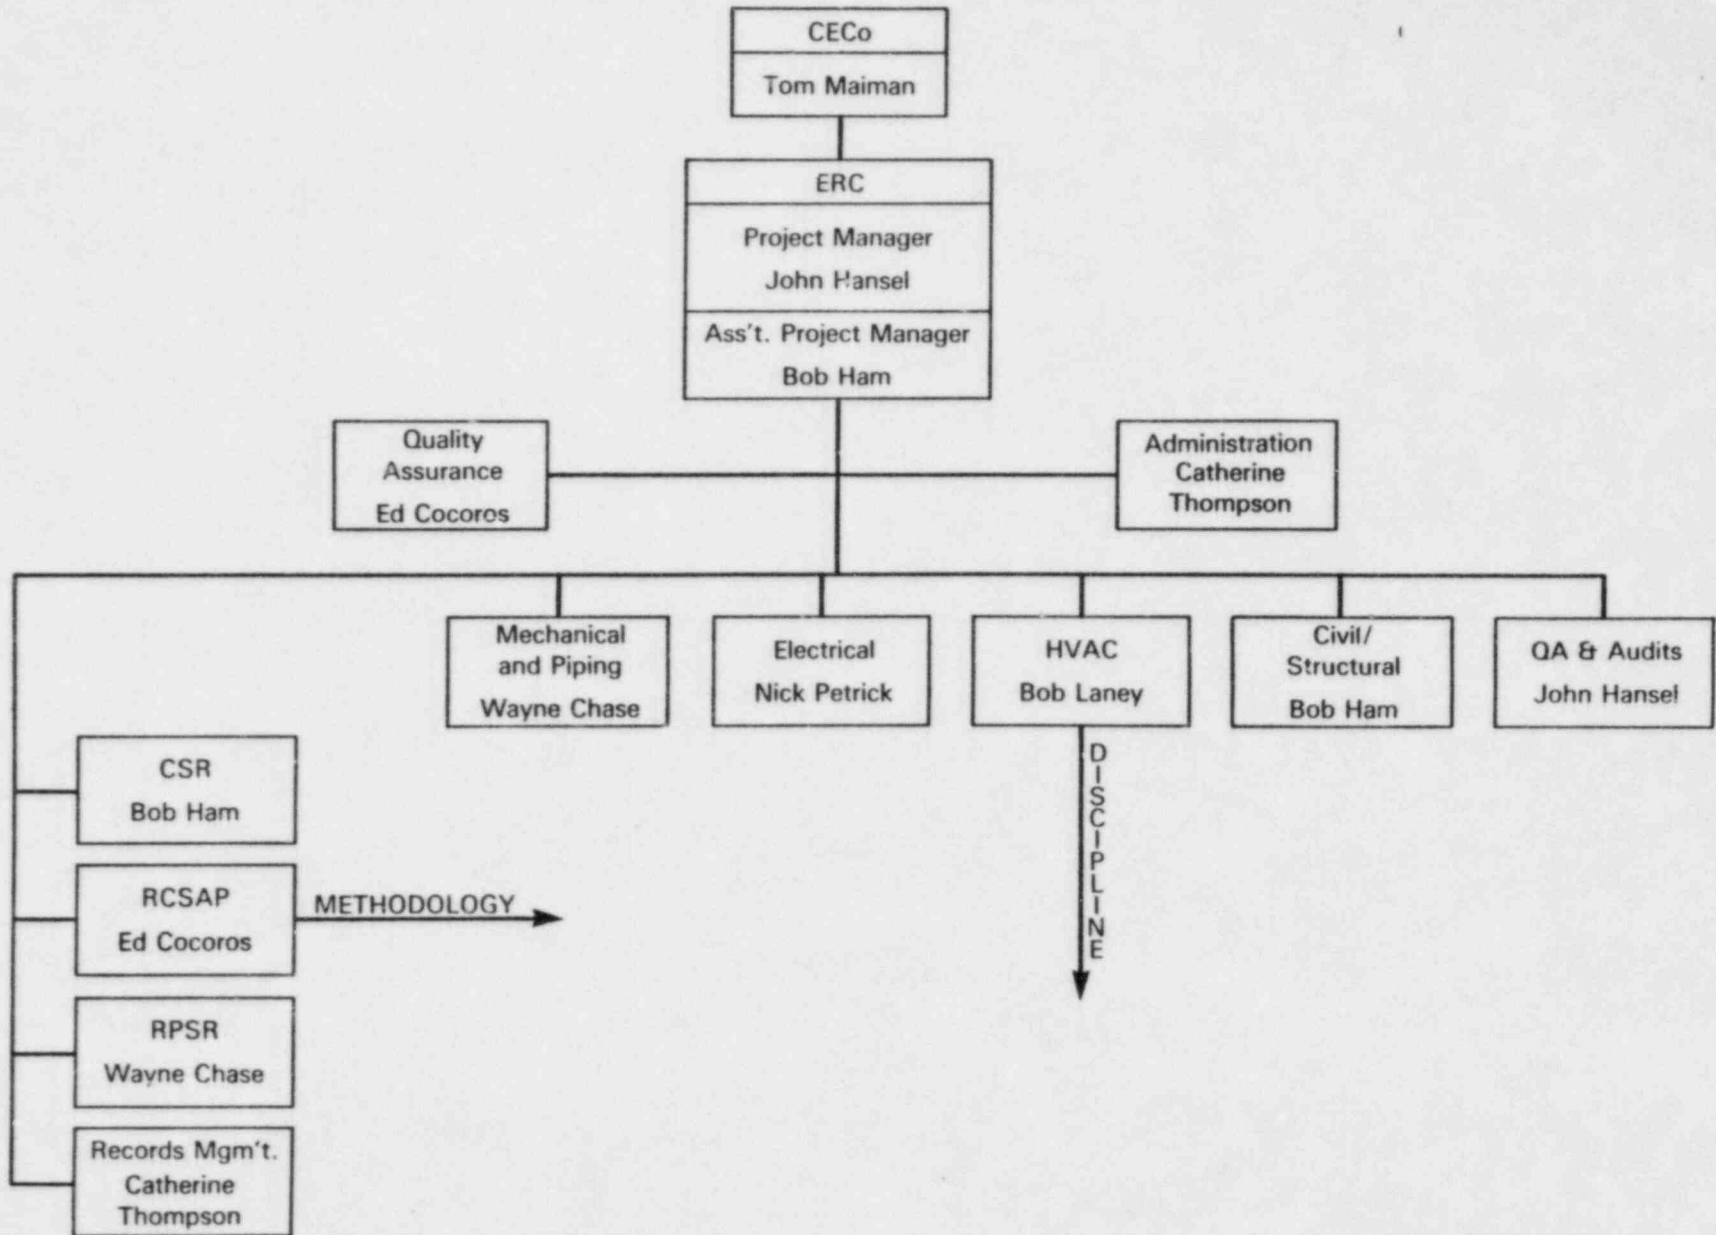 CECo
Tom Maiman
ERC
Project Manager
John Hansel
Ass't. Project Manager
Bob Ham
Quality
Assurance
Ed Cocoros
Administration
Catherine
Thompson
Mechanical
and Piping
Wayne Chase
Electrical
Nick Petrick
HVAC
Bob Laney
Civil/
Structural
Bob Ham
QA & Audits
John Hansel
CSR
Bob Ham
RCSAP
Ed Cocoros
METHODOLOGY
DISCIPLINE
RPSR
Wayne Chase
Records Mgm't.
Catherine
Thompson